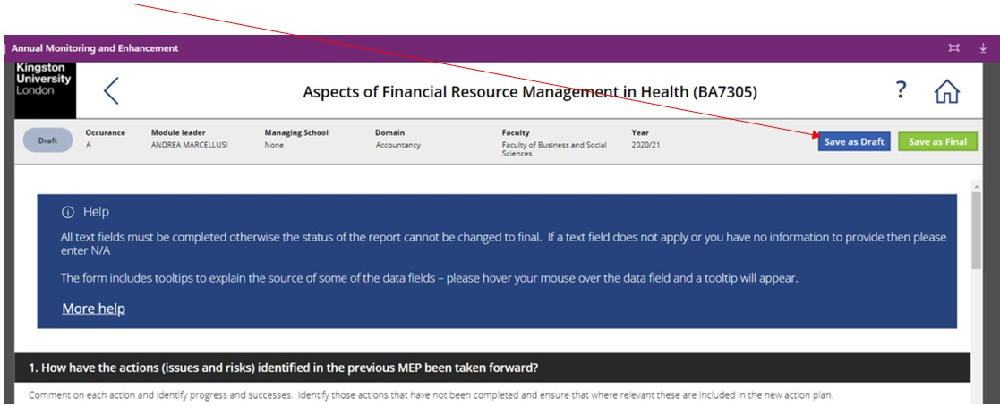 Annual Monitoring and Enhancement
Kingston
University
London
Aspects of Financial Resource Management in Health (BA7305)
?
Draft
Occurance
A
Module leader
ANDREA MARCELLUSI
Managing School
None
Domain
Accountancy
Faculty
Faculty of Business and Social
Sciences
Year
2020/21
Save as Draft
Save as Final
Help
All text fields must be completed otherwise the status of the report cannot be changed to final. If a text field does not apply or you have no information to provide then please
enter N/A
The form includes tooltips to explain the source of some of the data fields – please hover your mouse over the data field and a tooltip will appear.
More help
1. How have the actions (issues and risks) identified in the previous MEP been taken forward?
Comment on each action and identify progress and successes. Identify those actions that have not been completed and ensure that where relevant these are included in the new action plan.